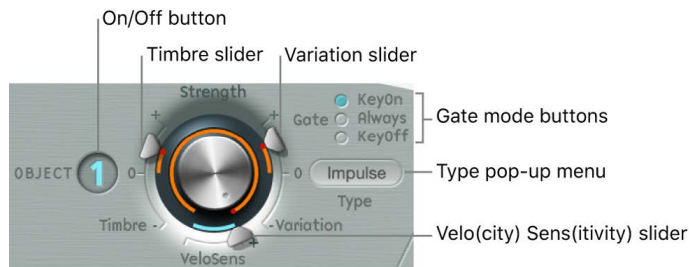 On/Off button
Timbre slider
Variation slider
Strength
+
+
KeyOn
Gate
Always
KeyOff
Gate mode buttons
OBJECT
1
0
0
Impulse
Type pop-up menu
Type
Timbre -
- Variation
+
VeloSens
Velo(city) Sens(itivity) slider